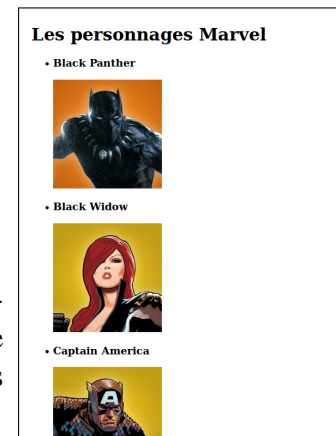 Les personnages Marvel
• Black Panther
• Black Widow
• Captain America